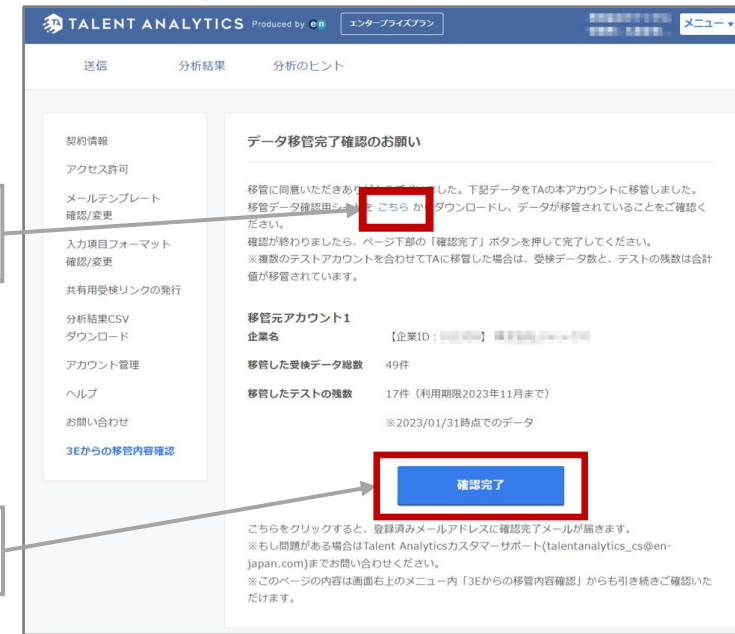 TALENT ANALYTICS Produced by en エンタープライズプラン
メニュー
送信 分析結果 分析のヒント
契約情報
アクセス許可
メールテンプレート
確認/変更
入力項目フォーマット
確認/変更
共有用受検リンクの発行
分析結果CSV
ダウンロード
アカウント管理
ヘルプ
お問い合わせ
3Eからの移管内容確認
データ移管完了確認のお願い
移管に同意いただきあり した。下記データをTAの本アカウントに移管しました。
移管データ確認用シ を こちら か ダウンロードし、データが移管されていることをご確認く
ださい。
確認が終わりましたら、ページ下部の「確認完了」ボタンを押して完了してください。
※複数のテストアカウントを合わせてTAに移管した場合は、受検データ数と、テストの残数は合計
値が移管されています。
移管元アカウント1
企業名 【企業ID: 】
移管した受検データ総数 49件
移管したテストの残数 17件（利用期限2023年11月まで）
※2023/01/31時点でのデータ
確認完了
こちらをクリックすると、登録済みメールアドレスに確認完了メールが届きます。
※もし問題がある場合はTalent Analyticsカスタマーサポート(talentanalytics_cs@en-
japan.com)までお問い合わせください。
※このページの内容は画面右上のメニュー内「3Eからの移管内容確認」からも引き続きご確認いた
だけます。